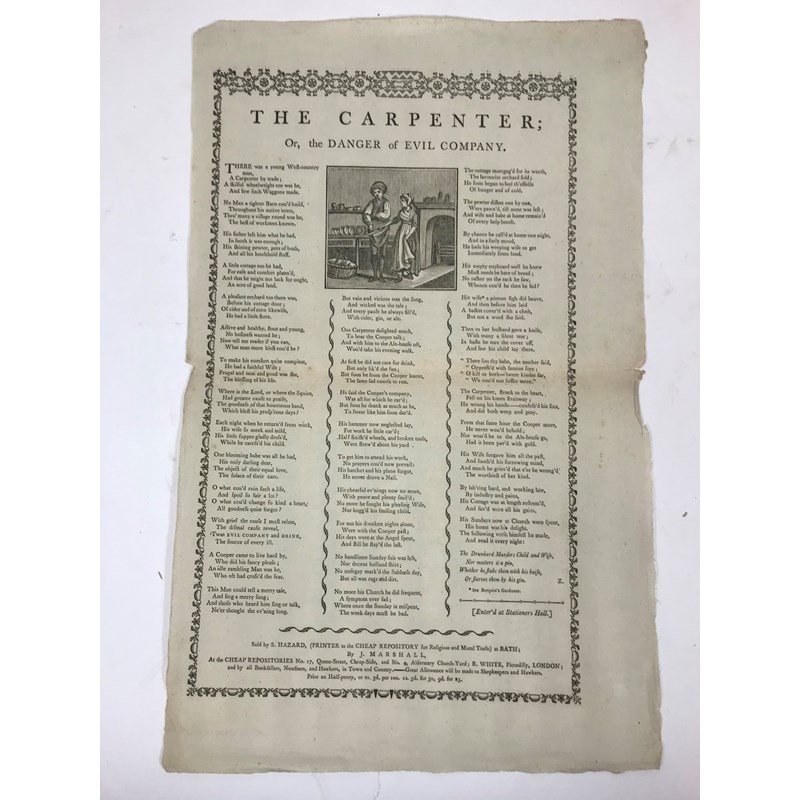 THE CARPENTER;
Or, the DANGER of EVIL COMPANY.
THERE was a young West-country
man,
A Carpenter by trade;
A skilful wheelwright too was he,
And few such Waggons made.
No Man a tighter Barn cou'd build,
Throughout his native town,
Thro' many a village round was he,
The best of workmen known.
His father left him what he had,
In sooth it was enough;
His shining pewter, pots of brass,
And all his houshold stuff.
A little cottage too he had,
For ease and comfort plann'd,
And that he might not lack for ought,
An acre of good land.
A pleasant orchard too there was,
Before his cottage door;
Of cider and of corn likewise,
He had a little store.
Active and healthy, stout and young,
No business wanted he;
Now tell me reader if you can,
What man more blest cou'd be?
To make his comfort quite compleat,
He had a faithful Wife;
Frugal and neat and good was she,
The blessing of his life.
Where is the Lord, or where the Squire,
Had greater cause to praise,
The goodness of that bounteous hand,
Which blest his prosp'rous days?
Each night when he return'd from work,
His wife so meek and mild,
His little supper gladly dress'd,
While he caress'd his child.
One blooming babe was all he had,
His only darling dear,
The object of their equal love,
The solace of their care.
O what cou'd ruin such a life,
And spoil so fair a lot?
O what cou'd change so kind a heart,
All goodness quite forgot?
With grief the cause I must relate,
The dismal cause reveal,
'Twas EVIL COMPANY and DRINK,
The source of every ill.
A Cooper came to live hard by,
Who did his fancy please;
An idle rambling Man was he,
Who oft had cross'd the seas.
This Man could tell a merry tale,
And sing a merry song;
And those who heard him sing or talk,
Ne'er thought the ev'ning long.
But vain and vicious was the song,
And wicked was the tale;
And every pause he always fill'd,
With cider, gin, or ale.
Our Carpenter delighted much,
To hear the Cooper talk;
And with him to the Ale-house oft,
Wou'd take his evening walk.
At first he did not care for drink,
But only lik'd the fun;
But soon he from the Cooper learnt,
The same sad course to run.
He said the Cooper's company,
Was all for which he car'd;
But soon he drank as much as he,
To swear like him soon dar'd.
His hammer now neglected lay,
For work he little car'd;
Half finish'd wheels, and broken tools,
Were strew'd about his yard.
To get him to attend his work,
No prayers cou'd now prevail:
His hatchet and his plane forgot,
He never drove a Nail.
His chearful ev'nings now no more,
With peace and plenty smil'd;
No more he sought his pleasing Wife,
Nor hugg'd his smiling child.
For not his drunken nights alone,
Were with the Cooper past;
His days were at the Angel spent,
And still he stay'd the last.
No handsome Sunday suit was left,
Nor decent holland shirt;
No nosegay mark'd the Sabbath day,
But all was rags and dirt.
No more his Church he did frequent,
A symptom ever sad;
Where once the Sunday is mispent,
The week days must be bad.
The cottage mortgag'd for its worth,
The favourite orchard sold;
He soon began to feel th'effects
Of hunger and of cold.
The pewter dishes one by one,
Were pawn'd, till none was left;
And wife and babe at home remain'd
Of every help bereft.
By chance he call'd at home one night,
And in a surly mood,
He bade his weeping wife to get
Immediately some food.
His empty cupboard well he knew
Must needs be bare of bread;
No rasher on the rack he saw,
Whence cou'd he then be fed?
His wife* a piteous sigh did heave,
And then before him laid
A basket cover'd with a cloth,
But not a word she said.
Then to her husband gave a knife,
With many a silent tear;
In haste he tore the cover off,
And saw his child lay there.
" There lies thy babe, the mother said,
" Oppress'd with famine sore;
" O kill us both—'twere kinder far,
" We cou'd not suffer more."
The Carpenter, struck to the heart,
Fell on his knees straitway;
He wrung his hands——confess'd his sins,
And did both weep and pray.
From that same hour the Cooper more,
He never wou'd behold;
Nor wou'd he to the Ale-house go,
Had it been pav'd with gold.
His Wife forgave him all the past,
And sooth'd his sorrowing mind,
And much he griev'd that e'er he wrong'd
The worthiest of her kind.
By lab'ring hard, and working late,
By industry and pains,
His Cottage was at length redeem'd,
And sav'd were all his gains.
His Sundays now at Church were spent,
His home was his delight,
The following verse himself he made,
And read it every night:
The Drunkard Murders Child and Wife,
Nor matters it a pin,
Whether he stabs them with his knife,
Or starves them by his gin. Z.
* See Berquin's Gardener.
[Enter'd at Stationers Hall.]
Sold by S. HAZARD, (PRINTER to the CHEAP REPOSITORY for Religious and Moral Tracts) at BATH;
By J. MARSHALL,
At the CHEAP REPOSITORIES No. 17, Queen-Street, Cheap-Side, and No. 4, Aldermary Church-Yard; R. WHITE, Piccadilly, LONDON;
and by all Booksellers, Newsmen, and Hawkers, in Town and Country.——Great Allowance will be made to Shopkeepers and Hawkers.
Price an Half-penny, or 2s. 3d. per 100. 1s. 3d. for 50, 9d. for 25.